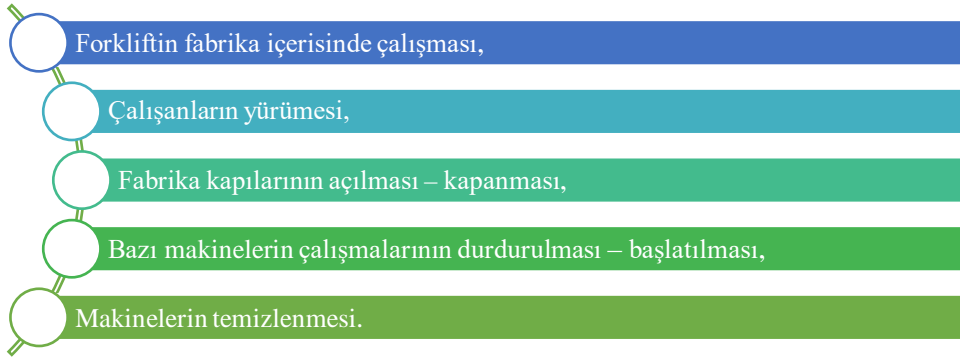 Forkliftin fabrika içerisinde çalışması,
Çalışanların yürümesi,
Fabrika kapılarının açılması – kapanması,
Bazı makinelerin çalışmalarının durdurulması – başlatılması,
Makinelerin temizlenmesi.